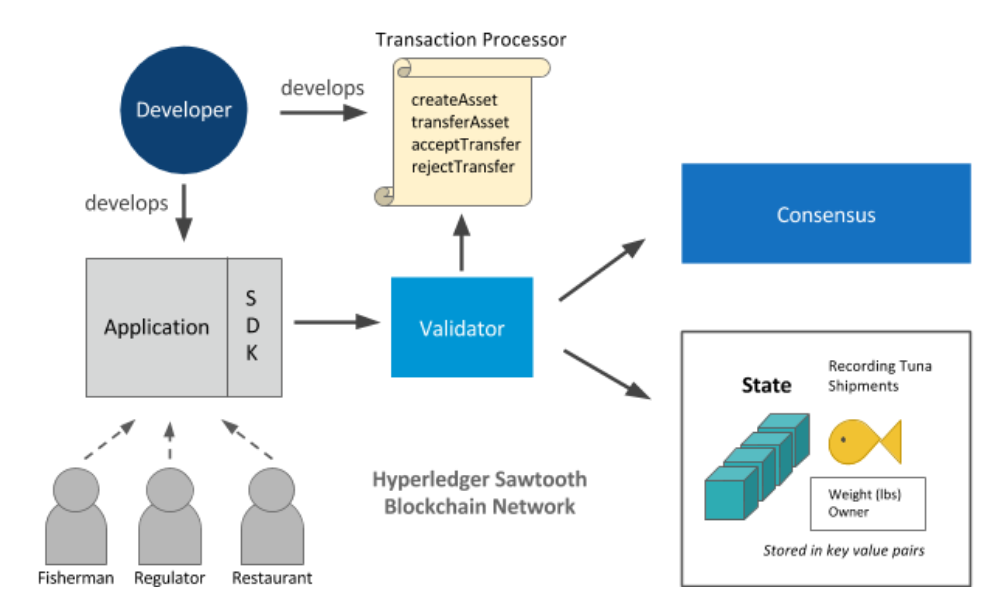 Transaction Processor
Developer
develops
createAsset
transferAsset
acceptTransfer
rejectTransfer
develops
Consensus
Application
S
D
K
Validator
State
Recording Tuna
Shipments
Weight (lbs)
Owner
Stored in key value pairs
Hyperledger Sawtooth
Blockchain Network
Fisherman
Regulator
Restaurant